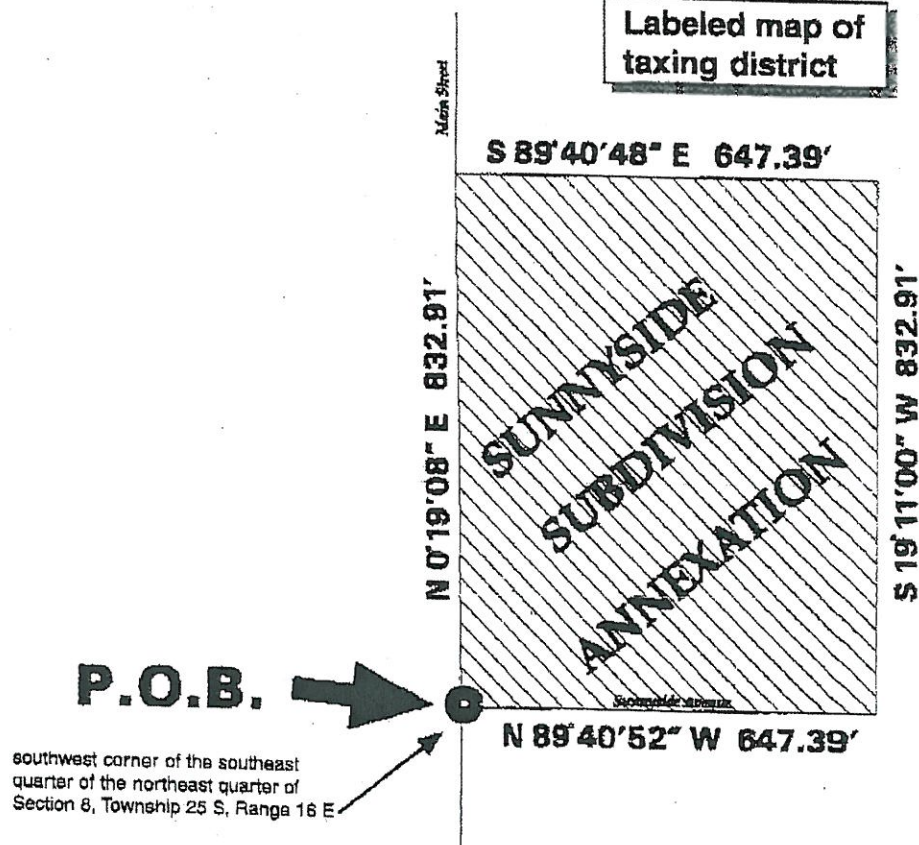 Labeled map of
taxing district
Main Street
S 89°40'48" E 647.39'
N 0°19'08" E 832.91'
SUNNYSIDE
SUBDIVISION
ANNEXATION
S 19°11'00" W 832.91'
P.O.B.
Sunnyside Avenue
N 89°40'52" W 647.39'
southwest corner of the southeast
quarter of the northeast quarter of
Section 8, Township 25 S, Range 16 E